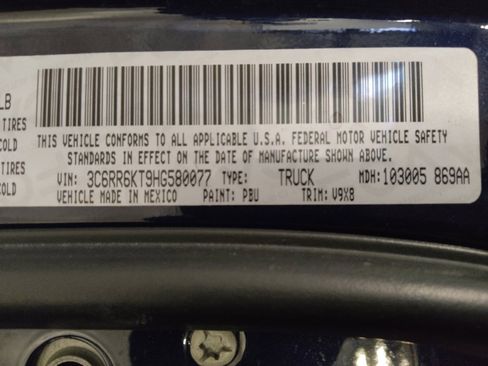 LB
TIRES
COLD
TIRES
COLD
THIS VEHICLE CONFORMS TO ALL APPLICABLE U.S.A. FEDERAL MOTOR VEHICLE SAFETY
STANDARDS IN EFFECT ON THE DATE OF MANUFACTURE SHOWN ABOVE.
VIN: 3C6RR6KT9HG580077 TYPE: TRUCK MDH: 103005 869AA
VEHICLE MADE IN MEXICO PAINT: PBU TRIM: V9X8